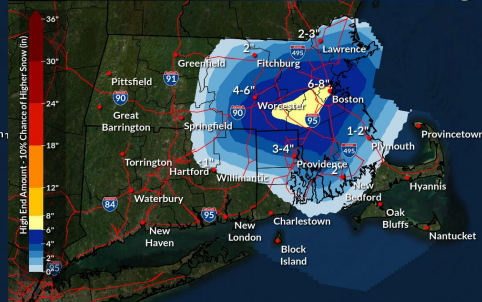 High End Amount - 10% Chance of Higher Snow (in)
36"
30"
24"
18"
12"
8"
6"
4"
3"
2"
1"
0
2-3"
495
Lawrence
2"
Greenfield
Fitchburg
91
Pittsfield
90
4-6"
6-8"
Boston
Worcester
90
95
Great
Barrington
Springfield
1-2"
495
Provincetown
Plymouth
3-4"
Torrington
<1"
Providence
Hartford
Willimantic
2"
New
Bedford
Hyannis
Waterbury
84
95
Oak
Bluffs
New
Haven
New
London
Charlestown
Nantucket
Block
Island